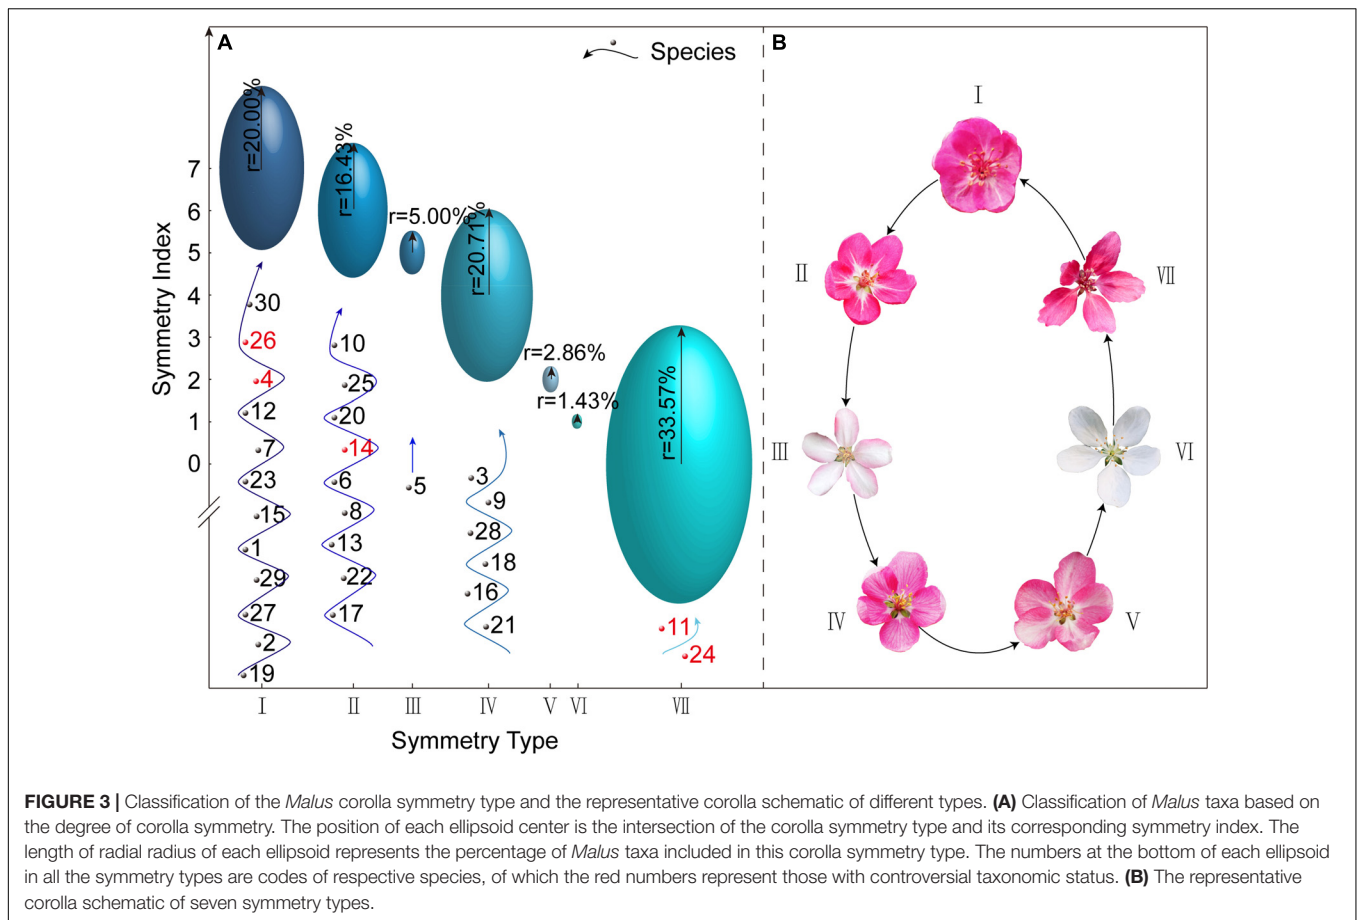 A
Species
B
r=20.00%
r=16.43%
r=5.00%
r=20.71%
r=2.86%
r=1.43%
r=33.57%
Symmetry Index
7
6
5
4
3
2
1
0
30
26
4
12
7
23
15
1
29
27
2
19
10
25
20
14
6
8
13
22
17
5
3
9
28
18
16
21
11
24
I
II
III
IV
V
VI
VII
Symmetry Type
I
II
III
IV
V
VI
VII
FIGURE 3 | Classification of the Malus corolla symmetry type and the representative corolla schematic of different types. (A) Classification of Malus taxa based on
the degree of corolla symmetry. The position of each ellipsoid center is the intersection of the corolla symmetry type and its corresponding symmetry index. The
length of radial radius of each ellipsoid represents the percentage of Malus taxa included in this corolla symmetry type. The numbers at the bottom of each ellipsoid
in all the symmetry types are codes of respective species, of which the red numbers represent those with controversial taxonomic status. (B) The representative
corolla schematic of seven symmetry types.